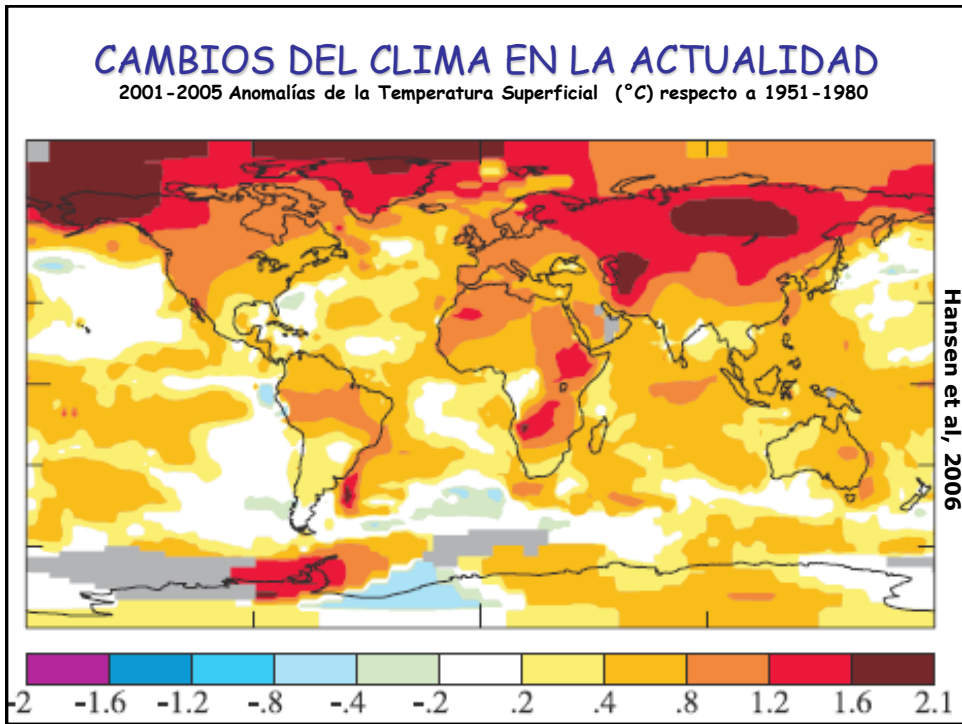 CAMBIOS DEL CLIMA EN LA ACTUALIDAD
2001-2005 Anomalías de la Temperatura Superficial (°C) respecto a 1951-1980
Hansen et al, 2006
-2 -1.6 -1.2 -.8 -.4 -.2 .2 .4 .8 1.2 1.6 2.1